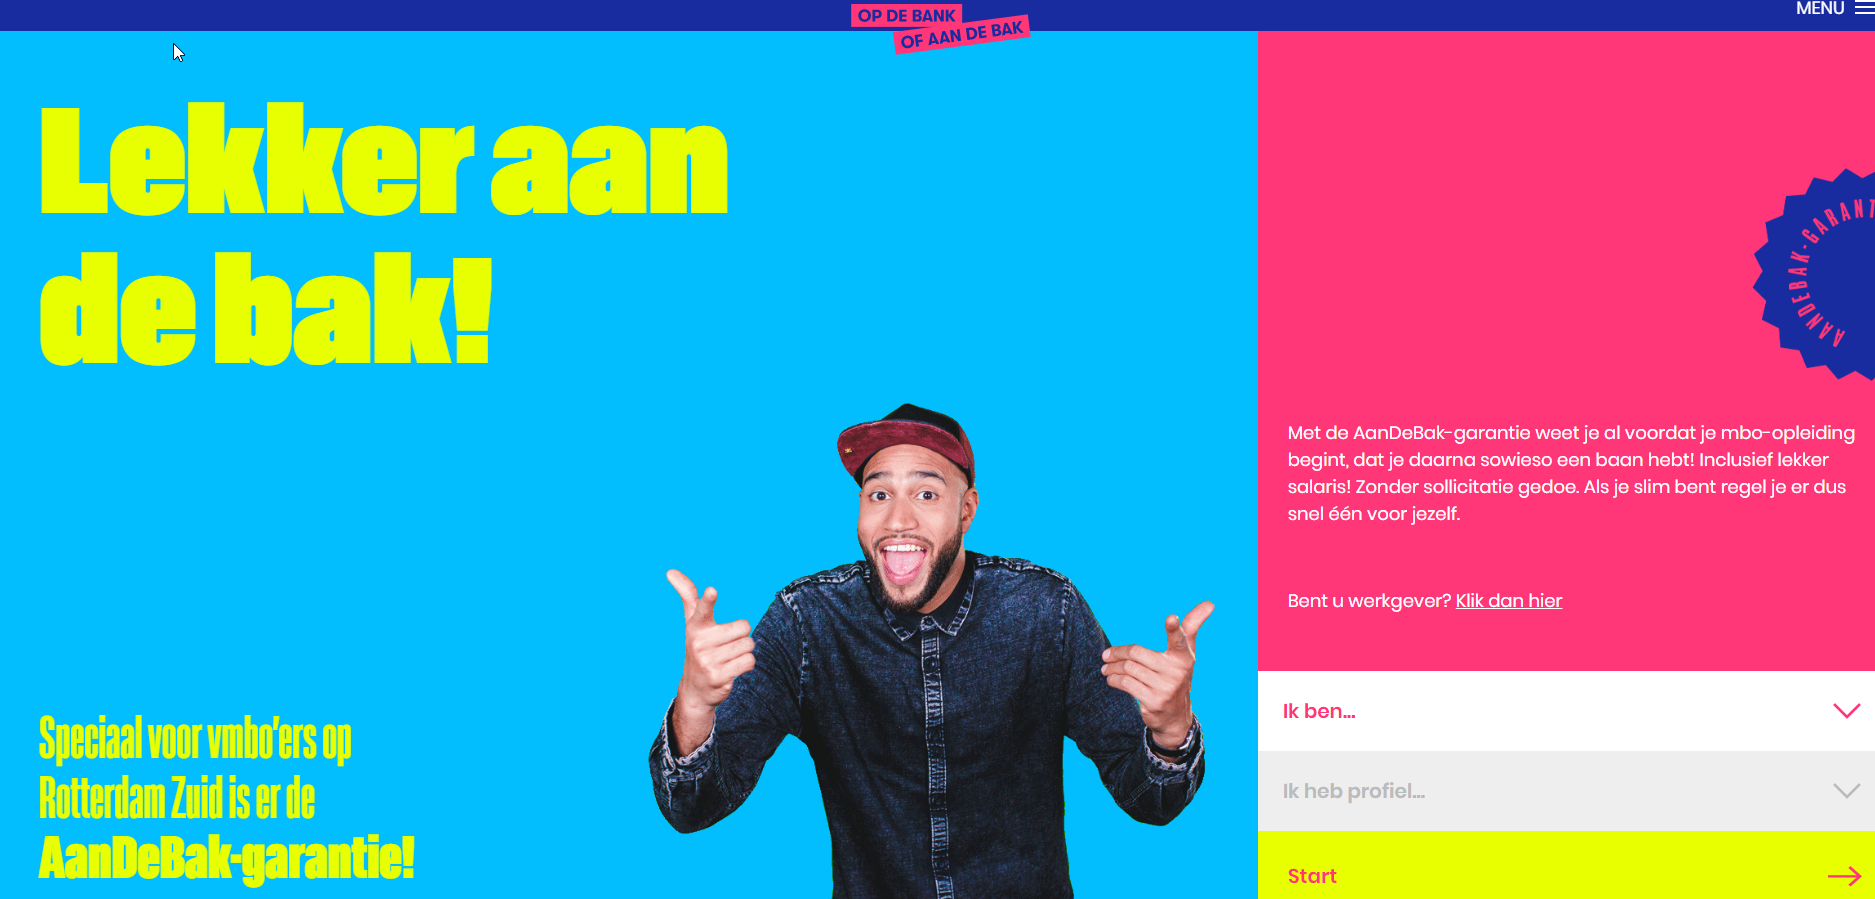 OP DE BANK
OF AAN DE BAK
MENU
Lekker aan
de bak!
Speciaal voor vmbo'ers op
Rotterdam Zuid is er de
AanDeBak-garantie!
AANDEBAK-GARANT
Met de AanDeBak-garantie weet je al voordat je mbo-opleiding
begint, dat je daarna sowieso een baan hebt! Inclusief lekker
salaris! Zonder sollicitatie gedoe. Als je slim bent regel je er dus
snel één voor jezelf.
Bent u werkgever? Klik dan hier
Ik ben...
Ik heb profiel...
Start